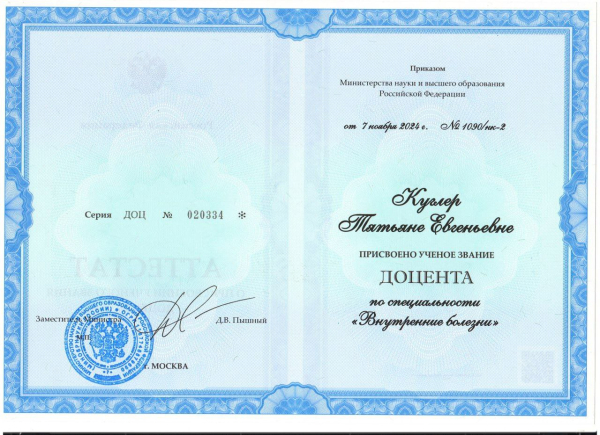 Серия ДОЦ № 020334 *
Заместитель Министра
Д.В. Пышный
М.П.
г. МОСКВА
Приказом
Министерства науки и высшего образования
Российской Федерации
от 7 ноября 2024 г. № 1090/нк-2
Куглер
Татьяне Евгеньевне
ПРИСВОЕНО УЧЕНОЕ ЗВАНИЕ
ДОЦЕНТА
по специальности
«Внутренние болезни»